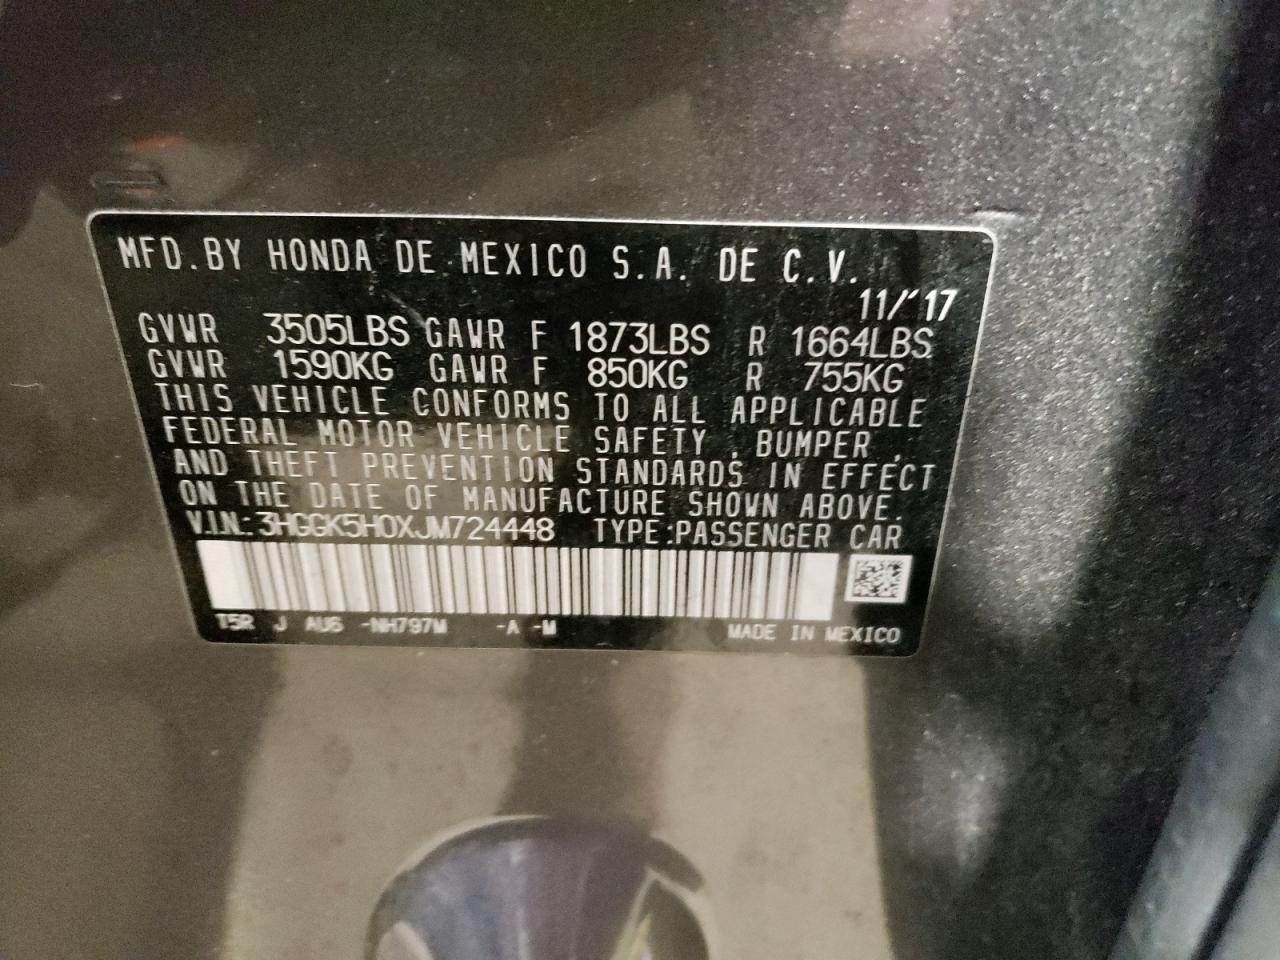 MFD.BY HONDA DE MEXICO S.A. DE C.V.
11/'17
GVWR 3505LBS GAWR F 1873LBS R 1664LBS
GVWR 1590KG GAWR F 850KG R 755KG
THIS VEHICLE CONFORMS TO ALL APPLICABLE
FEDERAL MOTOR VEHICLE SAFETY , BUMPER ,
AND THEFT PREVENTION STANDARDS IN EFFECT
ON THE DATE OF MANUFACTURE SHOWN ABOVE.
V.I.N.: 3HGGK5H0XJM724448 TYPE:PASSENGER CAR
T5R J AU6 -NH797M -A -M MADE IN MEXICO